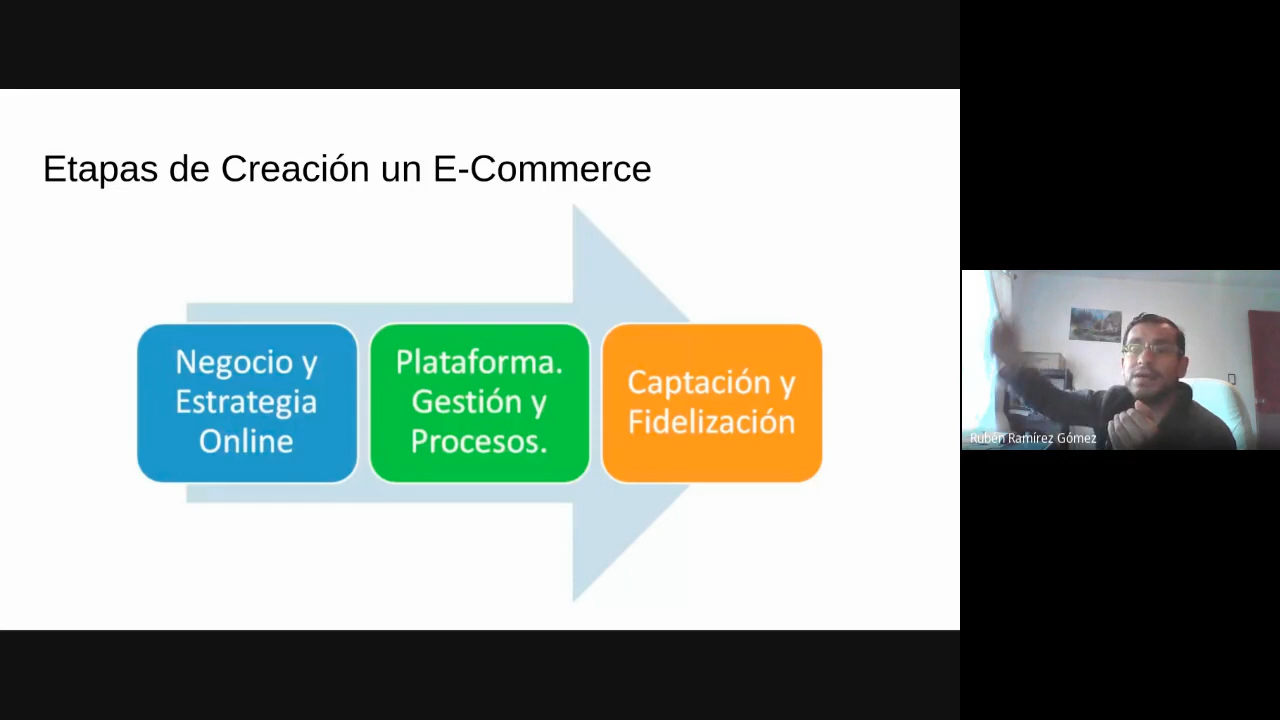 Etapas de Creación un E-Commerce
Negocio y
Estrategia
Online
Plataforma.
Gestión y
Procesos.
Captación y
Fidelización
Rubén Ramírez Gómez